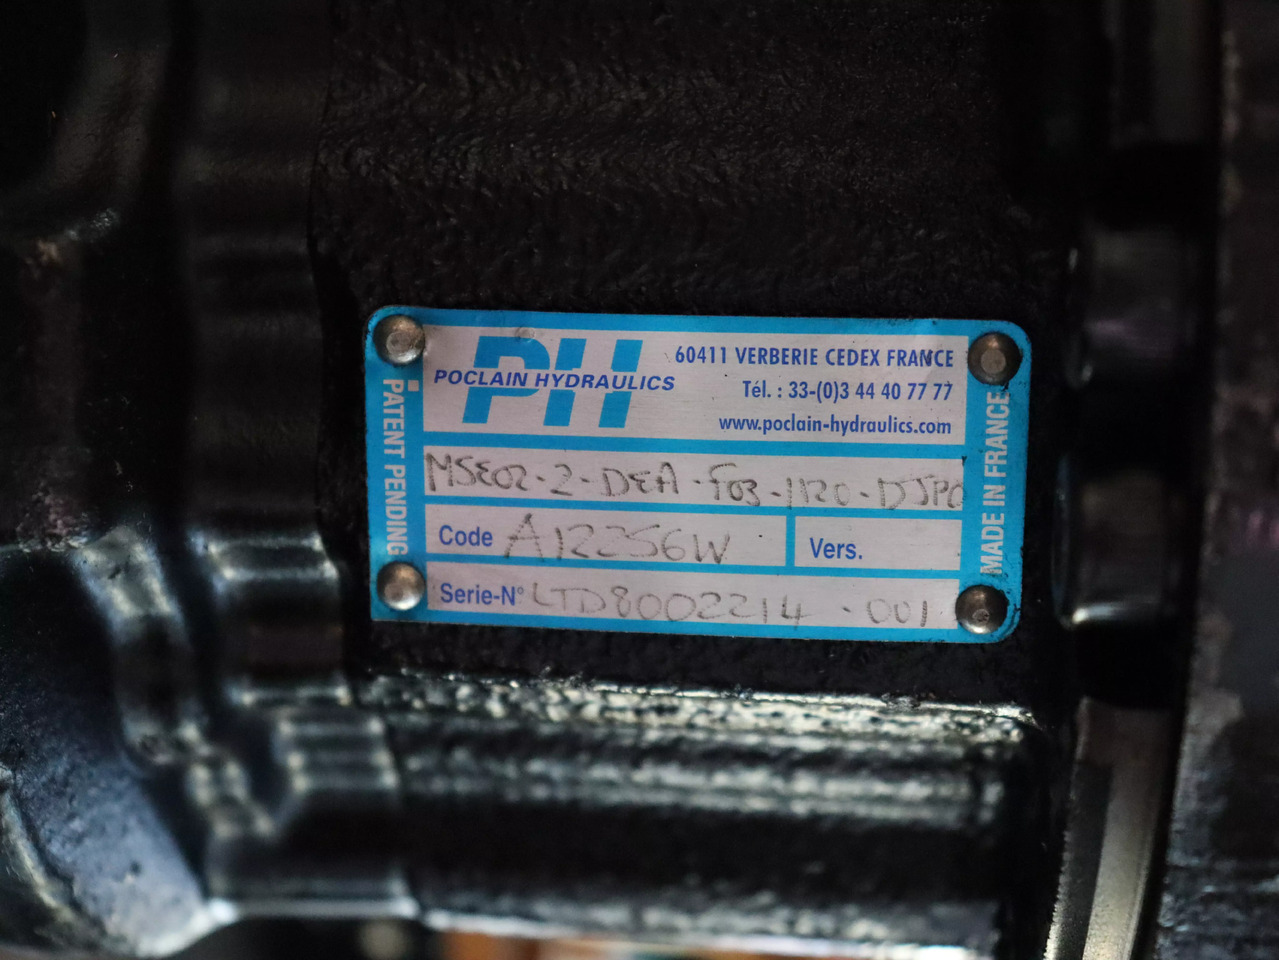 PH
POCLAIN HYDRAULICS
60411 VERBERIE CEDEX FRANCE
Tél. : 33-(0)3 44 40 77 77
www.poclain-hydraulics.com
PATENT PENDING
MSE02-2-DEA-F03-1120-DJP0
Code A12256W
Vers.
Serie-N° LTD8002214-001
MADE IN FRANCE